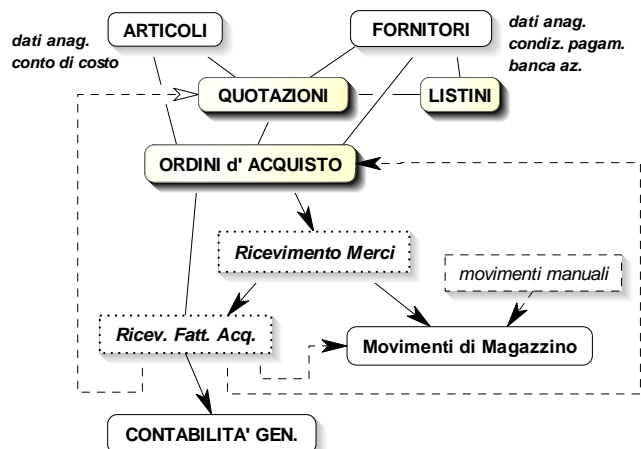 ARTICOLI
FORNITORI
dati anag.
conto di costo
dati anag.
condiz. pagam.
banca az.
QUOTAZIONI
LISTINI
ORDINI d' ACQUISTO
Ricevimento Merci
movimenti manuali
Ricev. Fatt. Acq.
Movimenti di Magazzino
CONTABILITA' GEN.